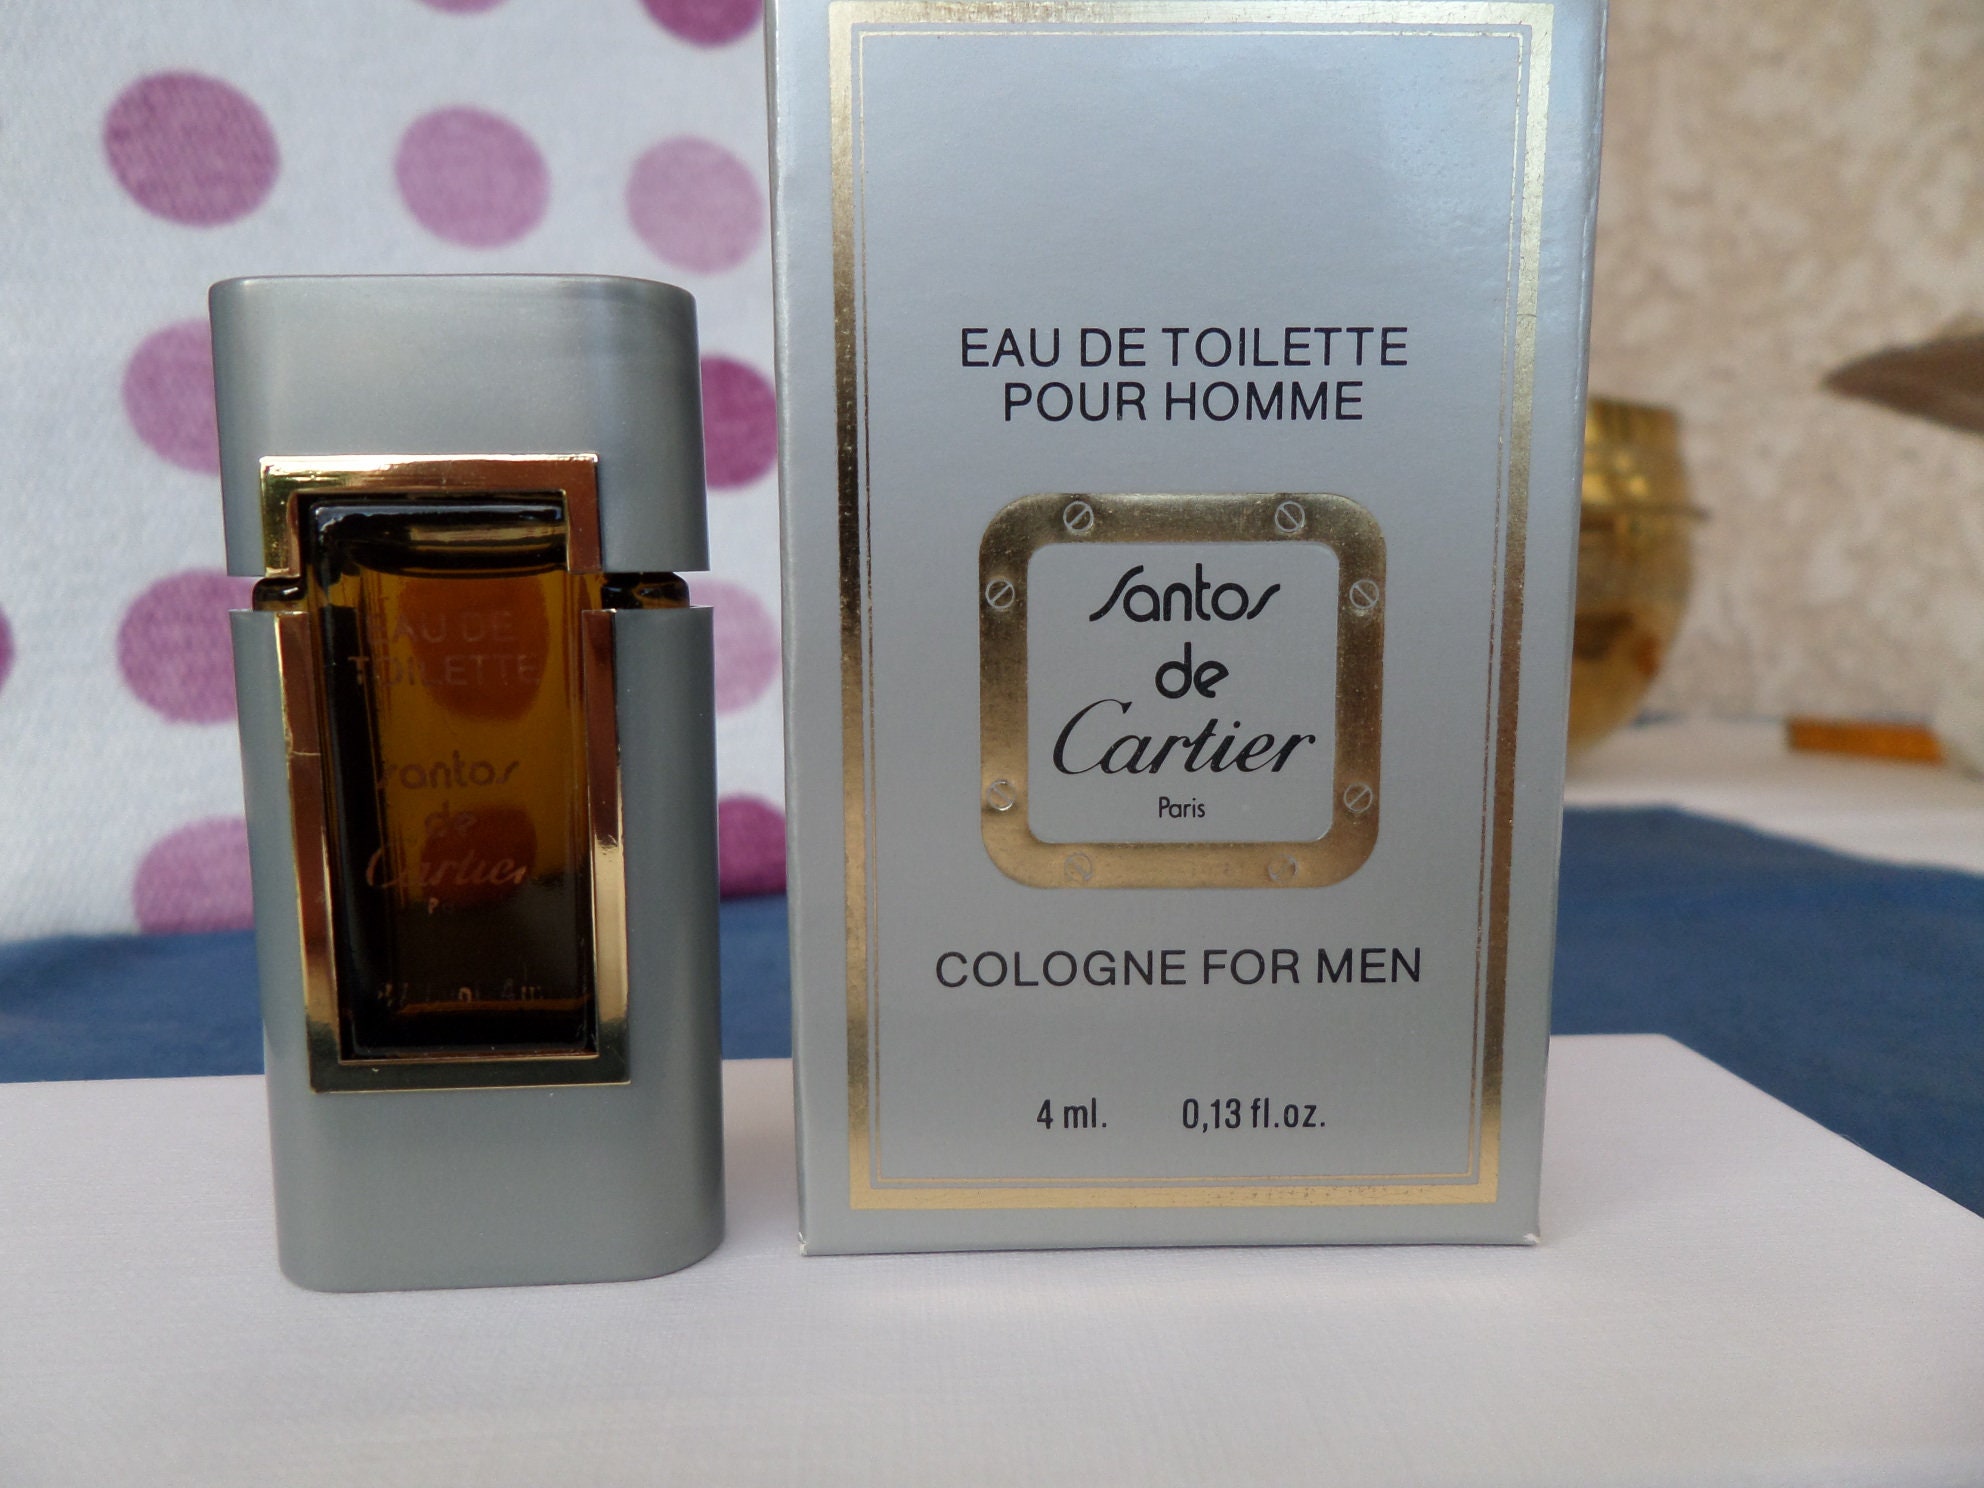 EAU DE
TOILETTE
Santos
de
Cartier
EAU DE TOILETTE
POUR HOMME
Santos
de
Cartier
Paris
COLOGNE FOR MEN
4 ml. 0,13 fl.oz.